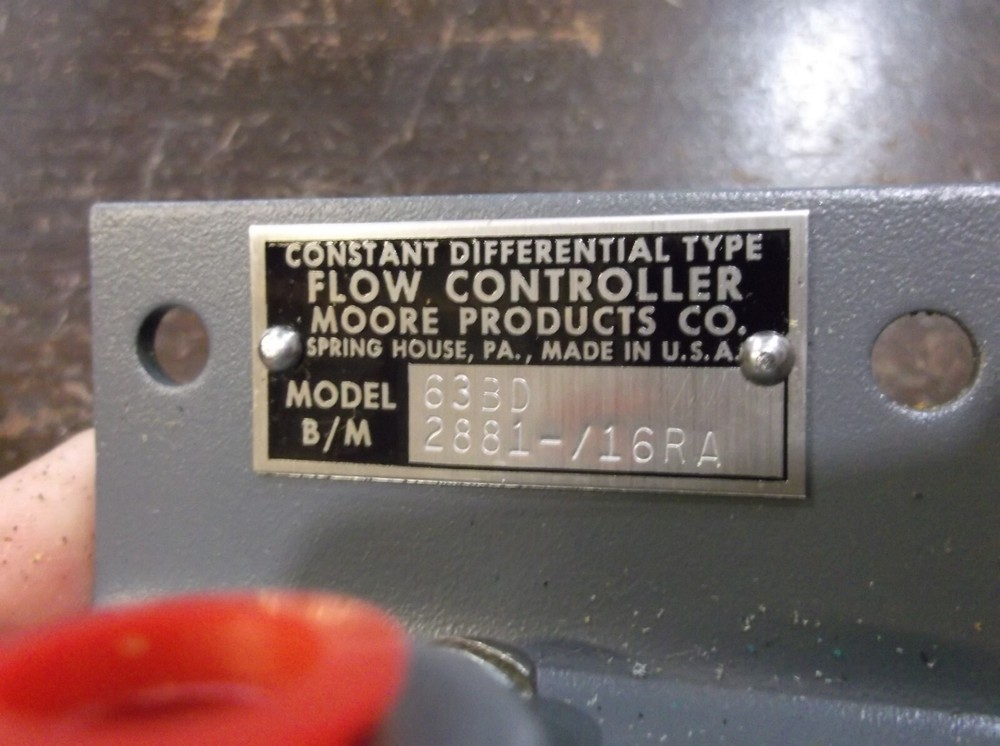 CONSTANT DIFFERENTIAL TYPE
FLOW CONTROLLER
MOORE PRODUCTS CO.
SPRING HOUSE, PA., MADE IN U.S.A.
MODEL 63BD
B/M 2881-/16RA